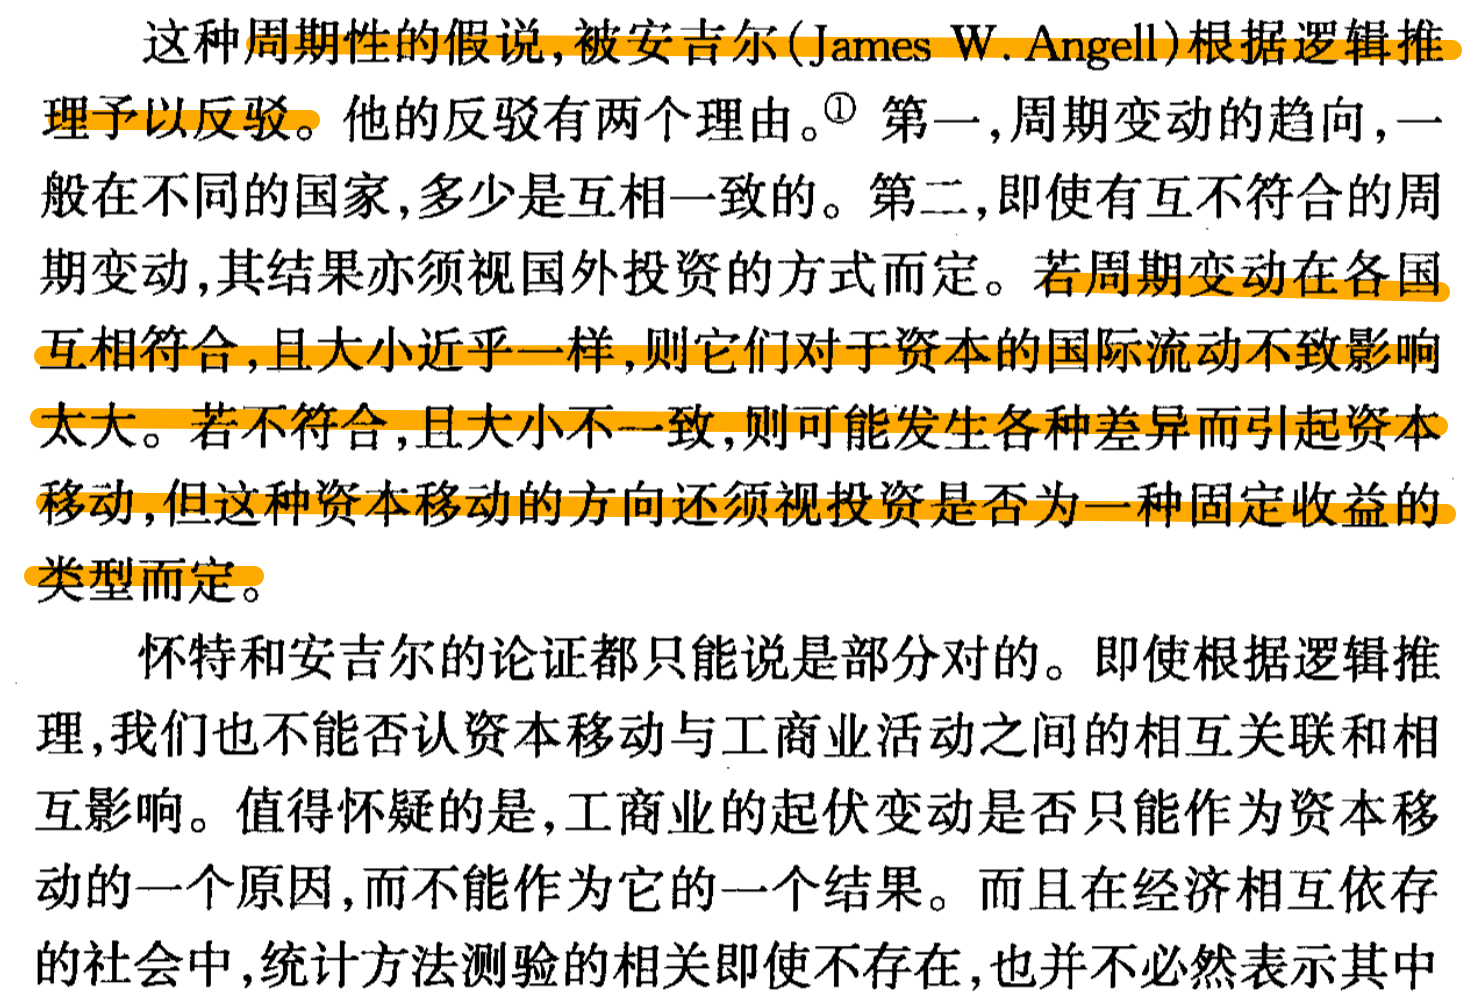 这种周期性的假说,被安吉尔(James W. Angell)根据逻辑推
理予以反驳。他的反驳有两个理由。① 第一,周期变动的趋向,一
般在不同的国家,多少是互相一致的。第二,即使有互不符合的周
期变动,其结果亦须视国外投资的方式而定。若周期变动在各国
互相符合,且大小近乎一样,则它们对于资本的国际流动不致影响
太大。若不符合,且大小不一致,则可能发生各种差异而引起资本
移动,但这种资本移动的方向还须视投资是否为一种固定收益的
类型而定。
怀特和安吉尔的论证都只能说是部分对的。即使根据逻辑推
理,我们也不能否认资本移动与工商业活动之间的相互关联和相
互影响。值得怀疑的是,工商业的起伏变动是否只能作为资本移
动的一个原因,而不能作为它的一个结果。而且在经济相互依存
的社会中,统计方法测验的相关即使不存在,也并不必然表示其中